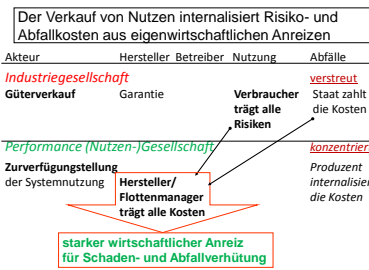 Der Verkauf von Nutzen internalisiert Risiko- und
Abfallkosten aus eigenwirtschaftlichen Anreizen
Akteur Hersteller Betreiber Nutzung Abfälle
Industriegesellschaft verstreut
Güterverkauf Garantie Verbraucher Staat zahlt
trägt alle die Kosten
Risiken
Performance (Nutzen-)Gesellschaft konzentriert
Zurverfügungstellung Produzent
der Systemnutzung Hersteller/ internalisier
Flottenmanager die Kosten
trägt alle Kosten
starker wirtschaftlicher Anreiz
für Schaden- und Abfallverhütung